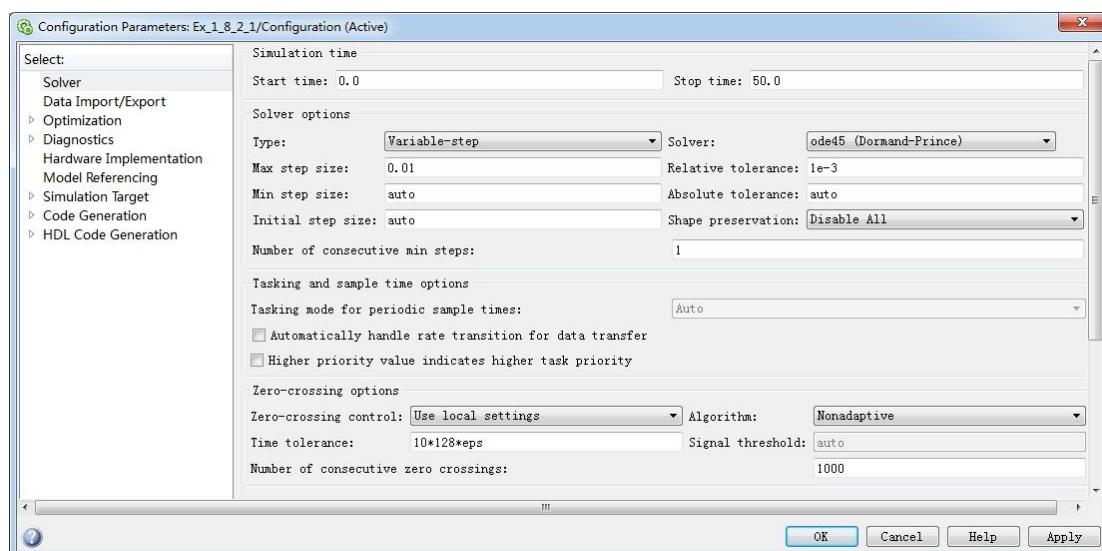 Configuration Parameters: Ex_1_8_2_1/Configuration (Active)
Select:
Solver
Data Import/Export
Optimization
Diagnostics
Hardware Implementation
Model Referencing
Simulation Target
Code Generation
HDL Code Generation
Simulation time
Start time: 0.0 Stop time: 50.0
Solver options
Type: Variable-step Solver: ode45 (Dormand-Prince)
Max step size: 0.01 Relative tolerance: 1e-3
Min step size: auto Absolute tolerance: auto
Initial step size: auto Shape preservation: Disable All
Number of consecutive min steps: 1
Tasking and sample time options
Tasking mode for periodic sample times: Auto
Automatically handle rate transition for data transfer
Higher priority value indicates higher task priority
Zero-crossing options
Zero-crossing control: Use local settings Algorithm: Nonadaptive
Time tolerance: 10*128*eps Signal threshold: auto
Number of consecutive zero crossings: 1000
OK Cancel Help Apply